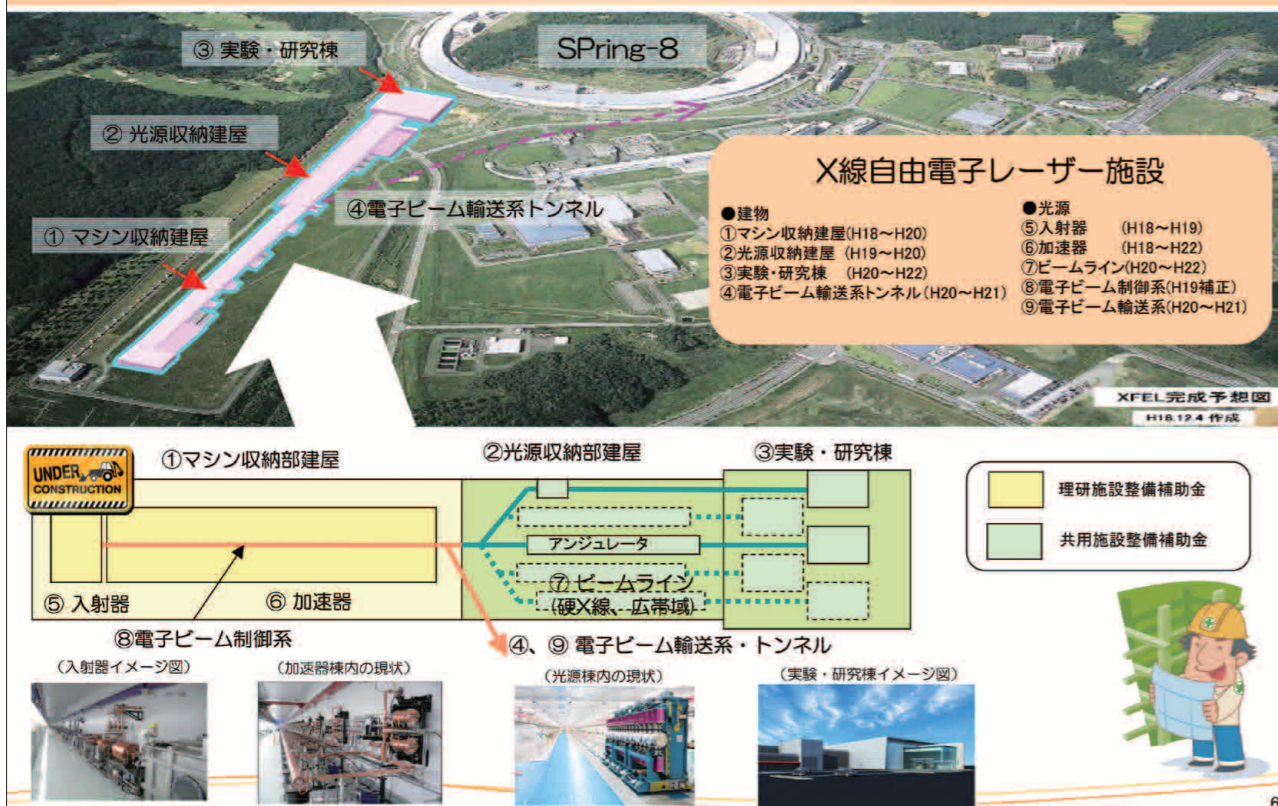 ③ 実験・研究棟
SPring-8
② 光源収納建屋
④電子ビーム輸送系トンネル
① マシン収納建屋
X線自由電子レーザー施設
●建物
①マシン収納建屋(H18～H20)
②光源収納建屋 (H19～H20)
③実験・研究棟 (H20～H22)
④電子ビーム輸送系トンネル(H20～H21)
●光源
⑤入射器 (H18～H19)
⑥加速器 (H18～H22)
⑦ビームライン(H20～H22)
⑧電子ビーム制御系(H19補正)
⑨電子ビーム輸送系(H20～H21)
XFEL完成予想図
H18.12.4 作成
UNDER
CONSTRUCTION
①マシン収納部建屋
②光源収納部建屋
③実験・研究棟
理研施設整備補助金
共用施設整備補助金
アンジュレータ
⑦ ビームライン
(硬X線、広帯域)
⑤ 入射器
⑥ 加速器
⑧電子ビーム制御系
④、⑨ 電子ビーム輸送系・トンネル
(入射器イメージ図)
(加速器棟内の現状)
(光源棟内の現状)
(実験・研究棟イメージ図)